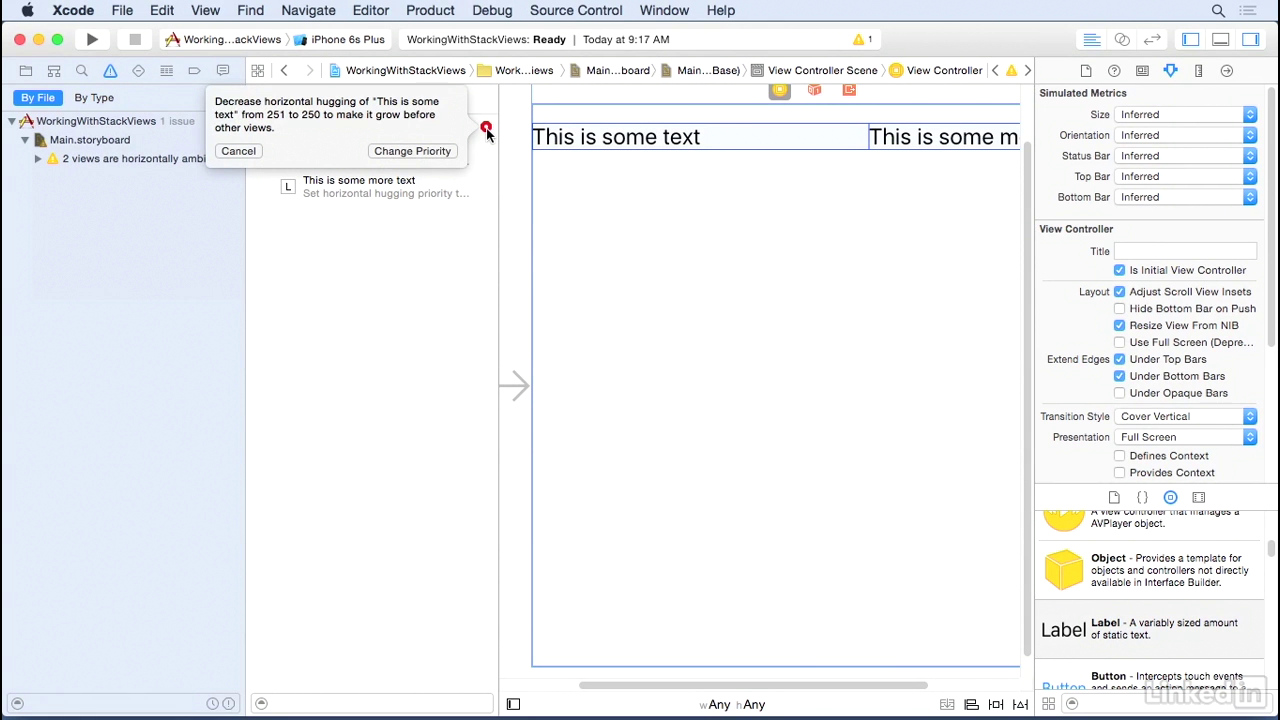 Xcode File Edit View Find Navigate Editor Product Debug Source Control Window Help
Working...ackViews iPhone 6s Plus WorkingWithStackViews: Ready | Today at 9:17 AM 1
WorkingWithStackViews Work...iews Main....board Main....Base) View Controller Scene View Controller
By File By Type
WorkingWithStackViews 1 issue
Main.storyboard
2 views are horizontally ambi
Decrease horizontal hugging of "This is some
text" from 251 to 250 to make it grow before
other views.
Cancel Change Priority
L This is some more text
Set horizontal hugging priority t...
This is some text This is some m
Simulated Metrics
Size Inferred
Orientation Inferred
Status Bar Inferred
Top Bar Inferred
Bottom Bar Inferred
View Controller
Title
Is Initial View Controller
Layout Adjust Scroll View Insets
Hide Bottom Bar on Push
Resize View From NIB
Use Full Screen (Depre...
Extend Edges Under Top Bars
Under Bottom Bars
Under Opaque Bars
Transition Style Cover Vertical
Presentation Full Screen
Defines Context
Provides Context
{ }
A view controller that manages a
AVPlayer object.
Object - Provides a template for
objects and controllers not directly
available in Interface Builder.
Label Label - A variably sized amount
of static text.
Button Button - Intercepts touch events
and sends an action message to a
wAny hAny
LinkedIn